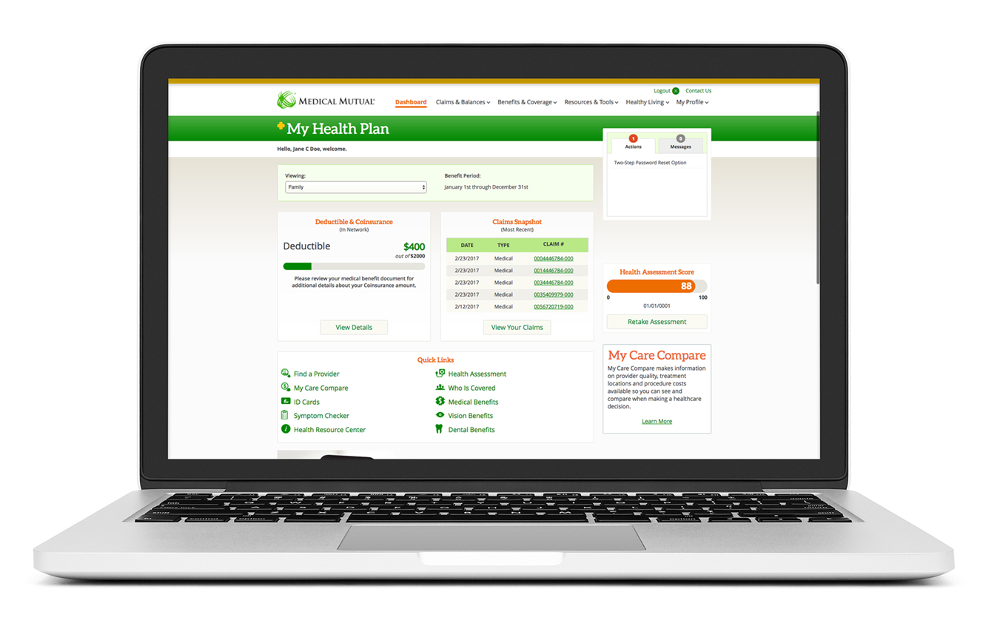 Logout
Contact Us
MEDICAL MUTUAL®
Dashboard
Claims & Balances
Benefits & Coverage
Resources & Tools
Healthy Living
My Profile
My Health Plan
Hello, Jane C Doe, welcome.
1
Actions
Messages
Two-Step Password Reset Option
Viewing:
Family
Benefit Period:
January 1st through December 31st
Deductible & Coinsurance
(In Network)
Deductible
$400
out of $2000
Please review your medical benefit document for
additional details about your Coinsurance amount.
View Details
Claims Snapshot
(Most Recent)
DATE TYPE CLAIM #
2/23/2017 Medical 0004446784-000
2/23/2017 Medical 0014446784-000
2/23/2017 Medical 0034446784-000
2/23/2017 Medical 0035409979-000
2/12/2017 Medical 0056720719-000
View Your Claims
Health Assessment Score
88
0 100
01/01/0001
Retake Assessment
Quick Links
Find a Provider
My Care Compare
ID Cards
Symptom Checker
Health Resource Center
Health Assessment
Who Is Covered
Medical Benefits
Vision Benefits
Dental Benefits
My Care Compare
My Care Compare makes information
on provider quality, treatment
locations and procedure costs
available so you can see and
compare when making a healthcare
decision.
Learn More